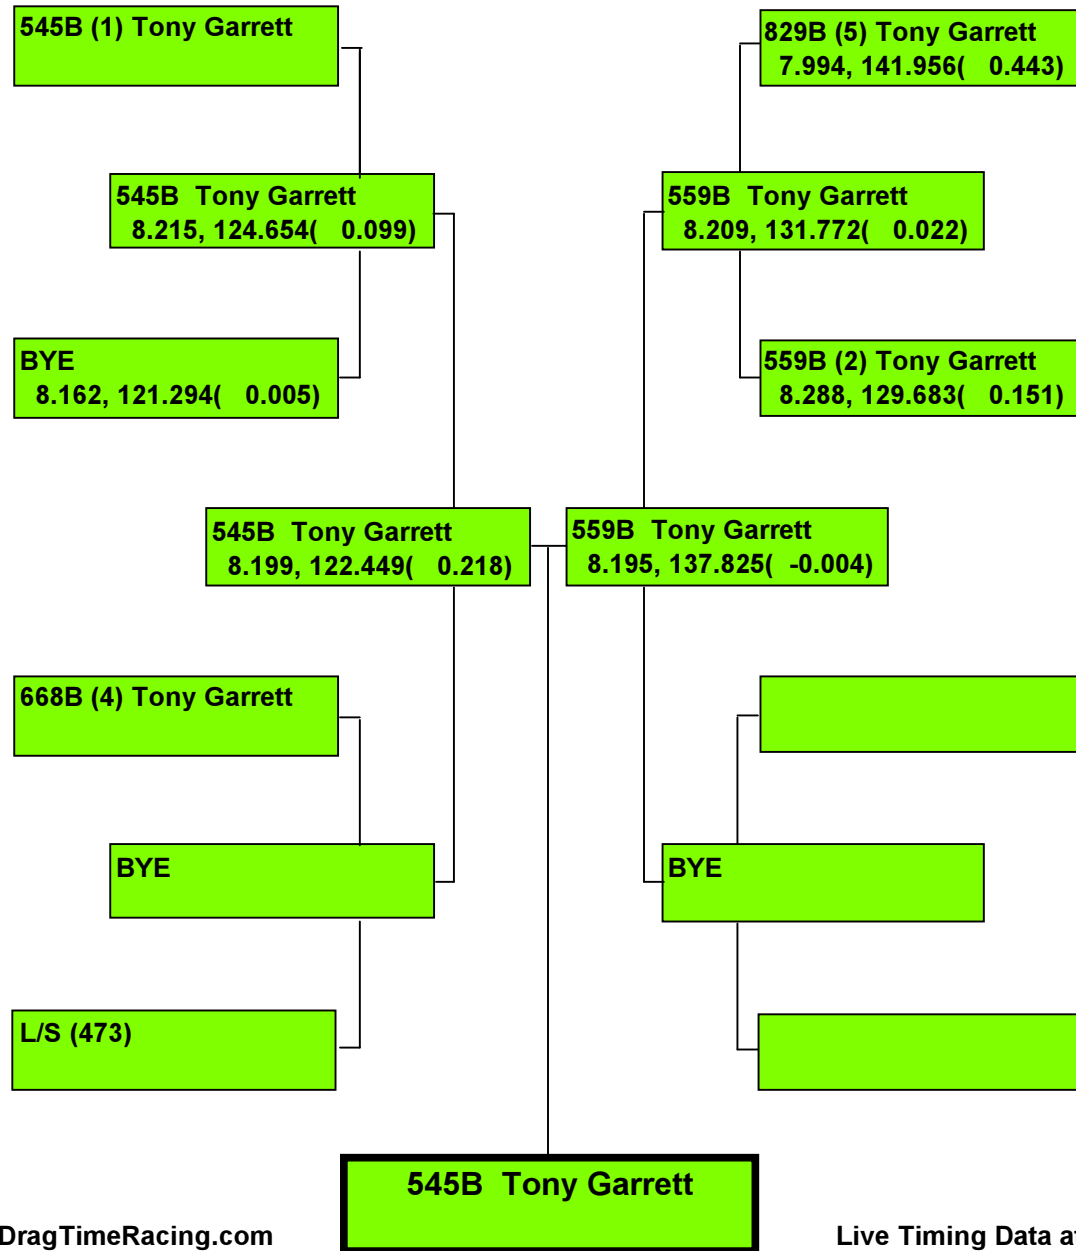 545B (1) Tony Garrett
829B (5) Tony Garrett
7.994, 141.956( 0.443)
545B Tony Garrett
8.215, 124.654( 0.099)
559B Tony Garrett
8.209, 131.772( 0.022)
BYE
8.162, 121.294( 0.005)
559B (2) Tony Garrett
8.288, 129.683( 0.151)
545B Tony Garrett
8.199, 122.449( 0.218)
559B Tony Garrett
8.195, 137.825( -0.004)
668B (4) Tony Garrett
BYE
BYE
L/S (473)
545B Tony Garrett
DragTimeRacing.com
Live Timing Data at